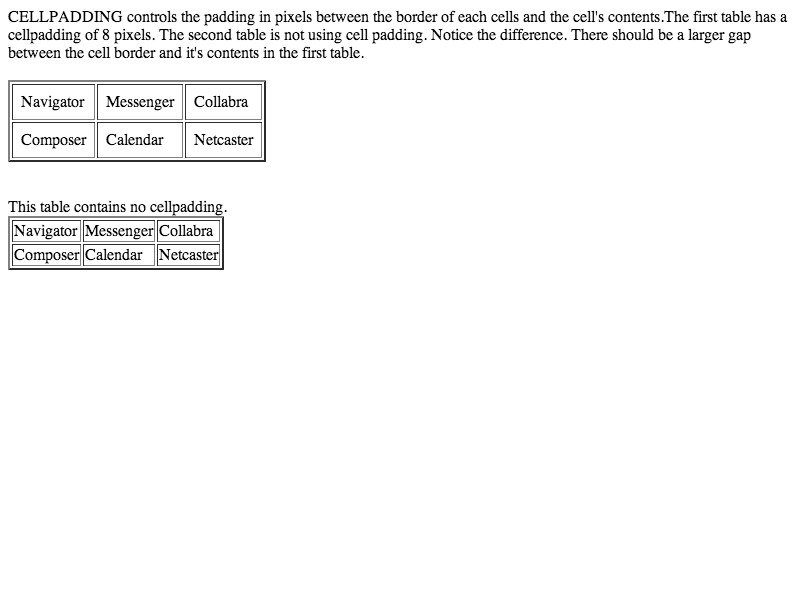 CELLPADDING controls the padding in pixels between the border of each cells and the cell's contents.The first table has a
cellpadding of 8 pixels. The second table is not using cell padding. Notice the difference. There should be a larger gap
between the cell border and it's contents in the first table.
Navigator Messenger Collabra
Composer Calendar Netcaster
This table contains no cellpadding.
Navigator Messenger Collabra
Composer Calendar Netcaster